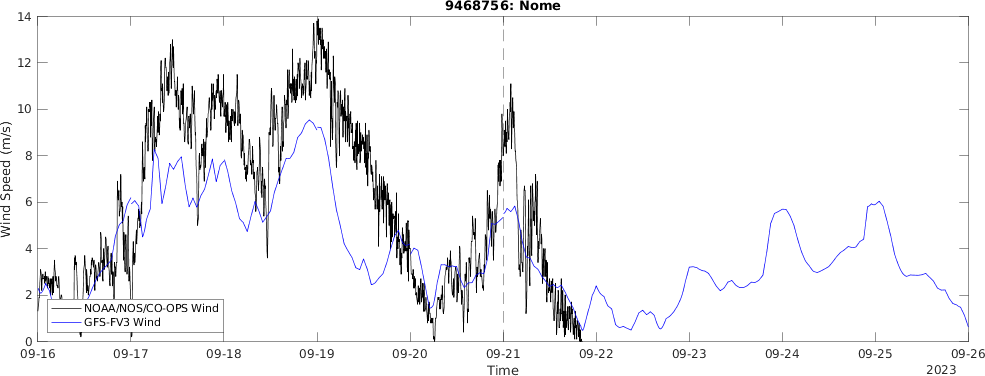 9468756: Nome
Wind Speed (m/s)
14
12
10
8
6
4
2
0
NOAA/NOS/CO-OPS Wind
GFS-FV3 Wind
09-16 09-17 09-18 09-19 09-20 09-21 09-22 09-23 09-24 09-25 09-26
Time
2023